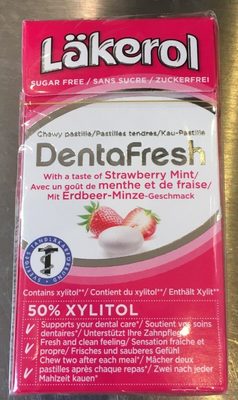 Läkerol
SUGAR FREE / SANS SUCRE / ZUCKERFREI
Chewy pastille/Pastilles tendres/Kau-Pastille
DentaFresh
With a taste of Strawberry Mint/
Avec un goût de menthe et de fraise/
Mit Erdbeer-Minze-Geschmack
Contains xylitol**/ Contient du xylitol**/ Enthält Xylit**
50% XYLITOL
Supports your dental care*/ Soutient vos soins
dentaires*/ Unterstützt Ihre Zahnpflege*
Fresh and clean feeling/ Sensation fraîche et
propre/ Frisches und sauberes Gefühl
Chew two after each meal*/ Mâcher deux
pastilles après chaque repas*/ Zwei nach jeder
Mahlzeit kauen*